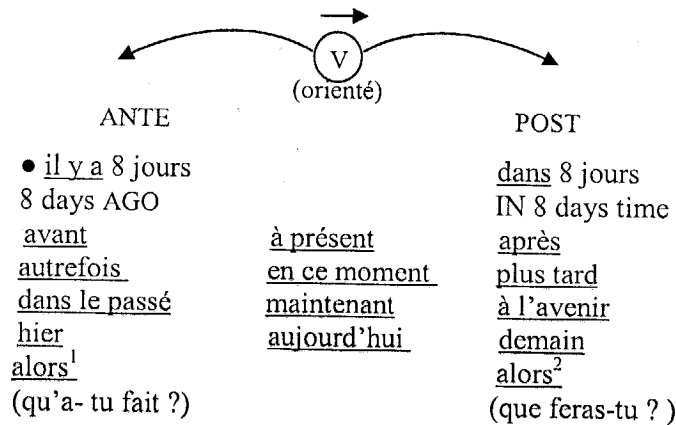 V
(orienté)
ANTE
POST
• il y a 8 jours
dans 8 jours
8 days AGO
IN 8 days time
avant
à présent
après
autrefois
en ce moment
plus tard
dans le passé
maintenant
à l'avenir
hier
aujourd'hui
demain
alors¹
alors²
(qu'a- tu fait ?)
(que feras-tu ? )